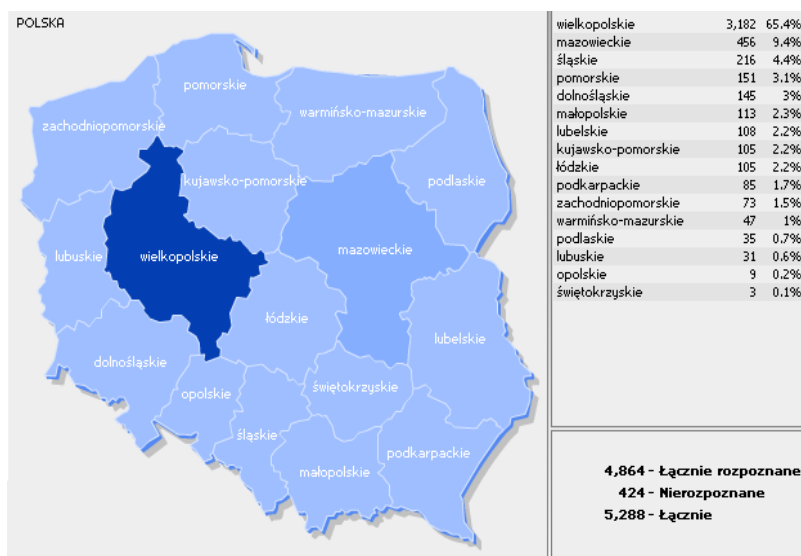 POLSKA
pomorskie
warmińsko-mazurskie
zachodniopomorskie
kujawsko-pomorskie
podlaskie
mazowieckie
lubuskie
wielkopolskie
łódzkie
lubelskie
dolnośląskie
świętokrzyskie
opolskie
śląskie
podkarpackie
małopolskie
wielkopolskie 3,182 65.4%
mazowieckie 456 9.4%
śląskie 216 4.4%
pomorskie 151 3.1%
dolnośląskie 145 3%
małopolskie 113 2.3%
lubelskie 108 2.2%
kujawsko-pomorskie 105 2.2%
łódzkie 105 2.2%
podkarpackie 85 1.7%
zachodniopomorskie 73 1.5%
warmińsko-mazurskie 47 1%
podlaskie 35 0.7%
lubuskie 31 0.6%
opolskie 9 0.2%
świętokrzyskie 3 0.1%
4,864 - Łącznie rozpoznane
424 - Nierozpoznane
5,288 - Łącznie